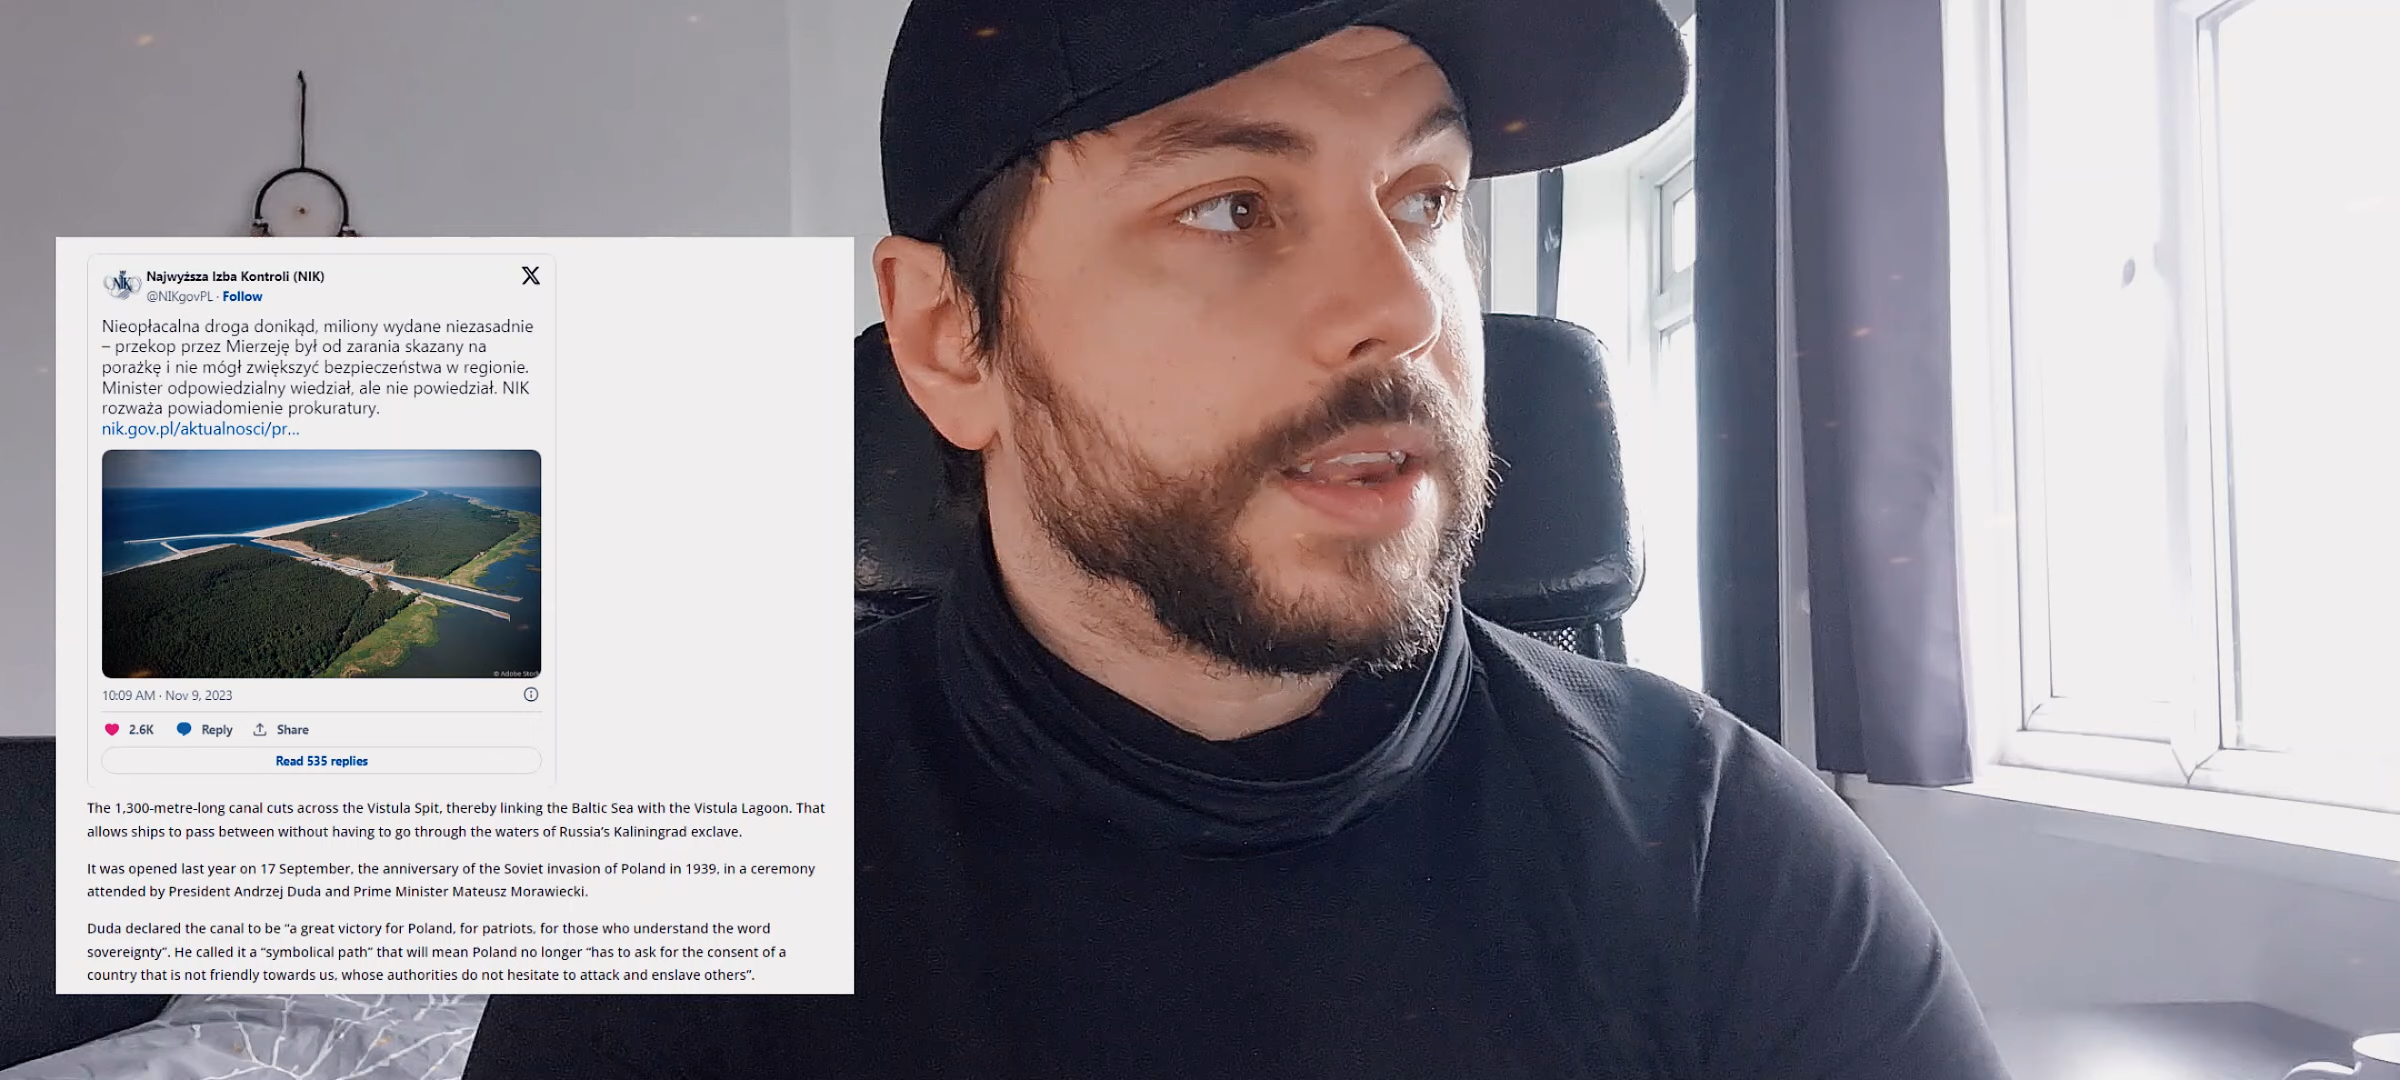 NIK
Najwyższa Izba Kontroli (NIK)
@NIKgovPL · Follow
Nieopłacalna droga donikąd, miliony wydane niezasadnie
– przekop przez Mierzeję był od zarania skazany na
porażkę i nie mógł zwiększyć bezpieczeństwa w regionie.
Minister odpowiedzialny wiedział, ale nie powiedział. NIK
rozważa powiadomienie prokuratury.
nik.gov.pl/aktualnosci/pr...
© Adobe Stock
10:09 AM · Nov 9, 2023
2.6K Reply Share
Read 535 replies
The 1,300-metre-long canal cuts across the Vistula Spit, thereby linking the Baltic Sea with the Vistula Lagoon. That
allows ships to pass between without having to go through the waters of Russia’s Kaliningrad exclave.
It was opened last year on 17 September, the anniversary of the Soviet invasion of Poland in 1939, in a ceremony
attended by President Andrzej Duda and Prime Minister Mateusz Morawiecki.
Duda declared the canal to be “a great victory for Poland, for patriots, for those who understand the word
sovereignty”. He called it a “symbolical path” that will mean Poland no longer “has to ask for the consent of a
country that is not friendly towards us, whose authorities do not hesitate to attack and enslave others”.